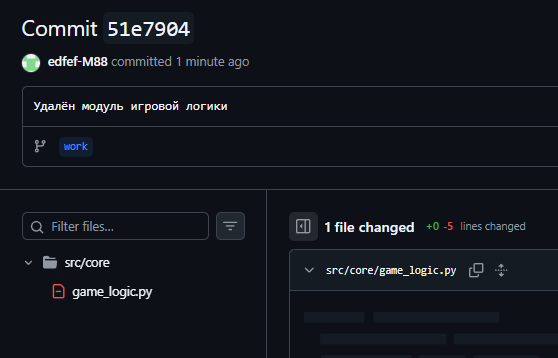 Commit 51e7904
edfef-M88 committed 1 minute ago
Удалён модуль игровой логики
work
Filter files...
1 file changed +0 -5 lines changed
src/core
game_logic.py
src/core/game_logic.py